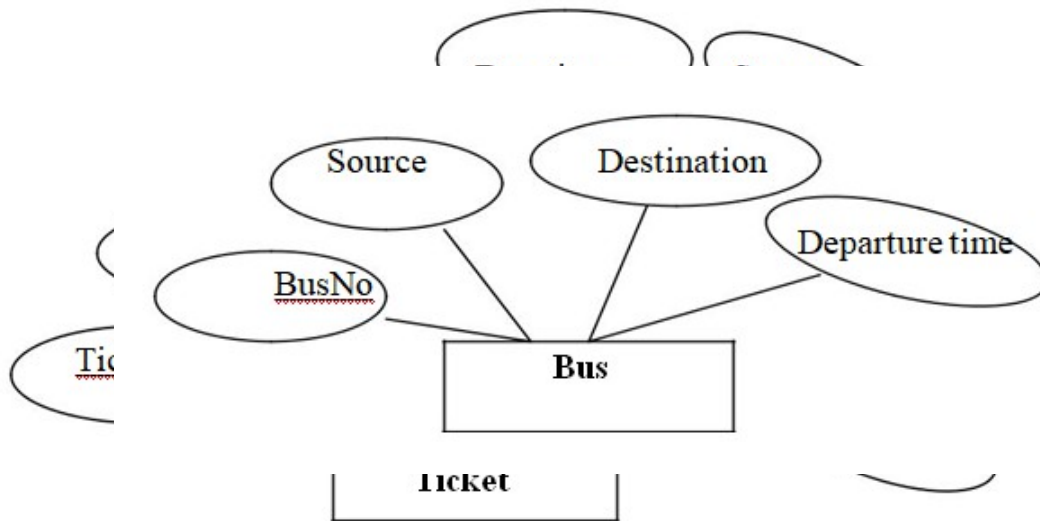 Source
Destination
Departure time
BusNo
Bus
Ticket